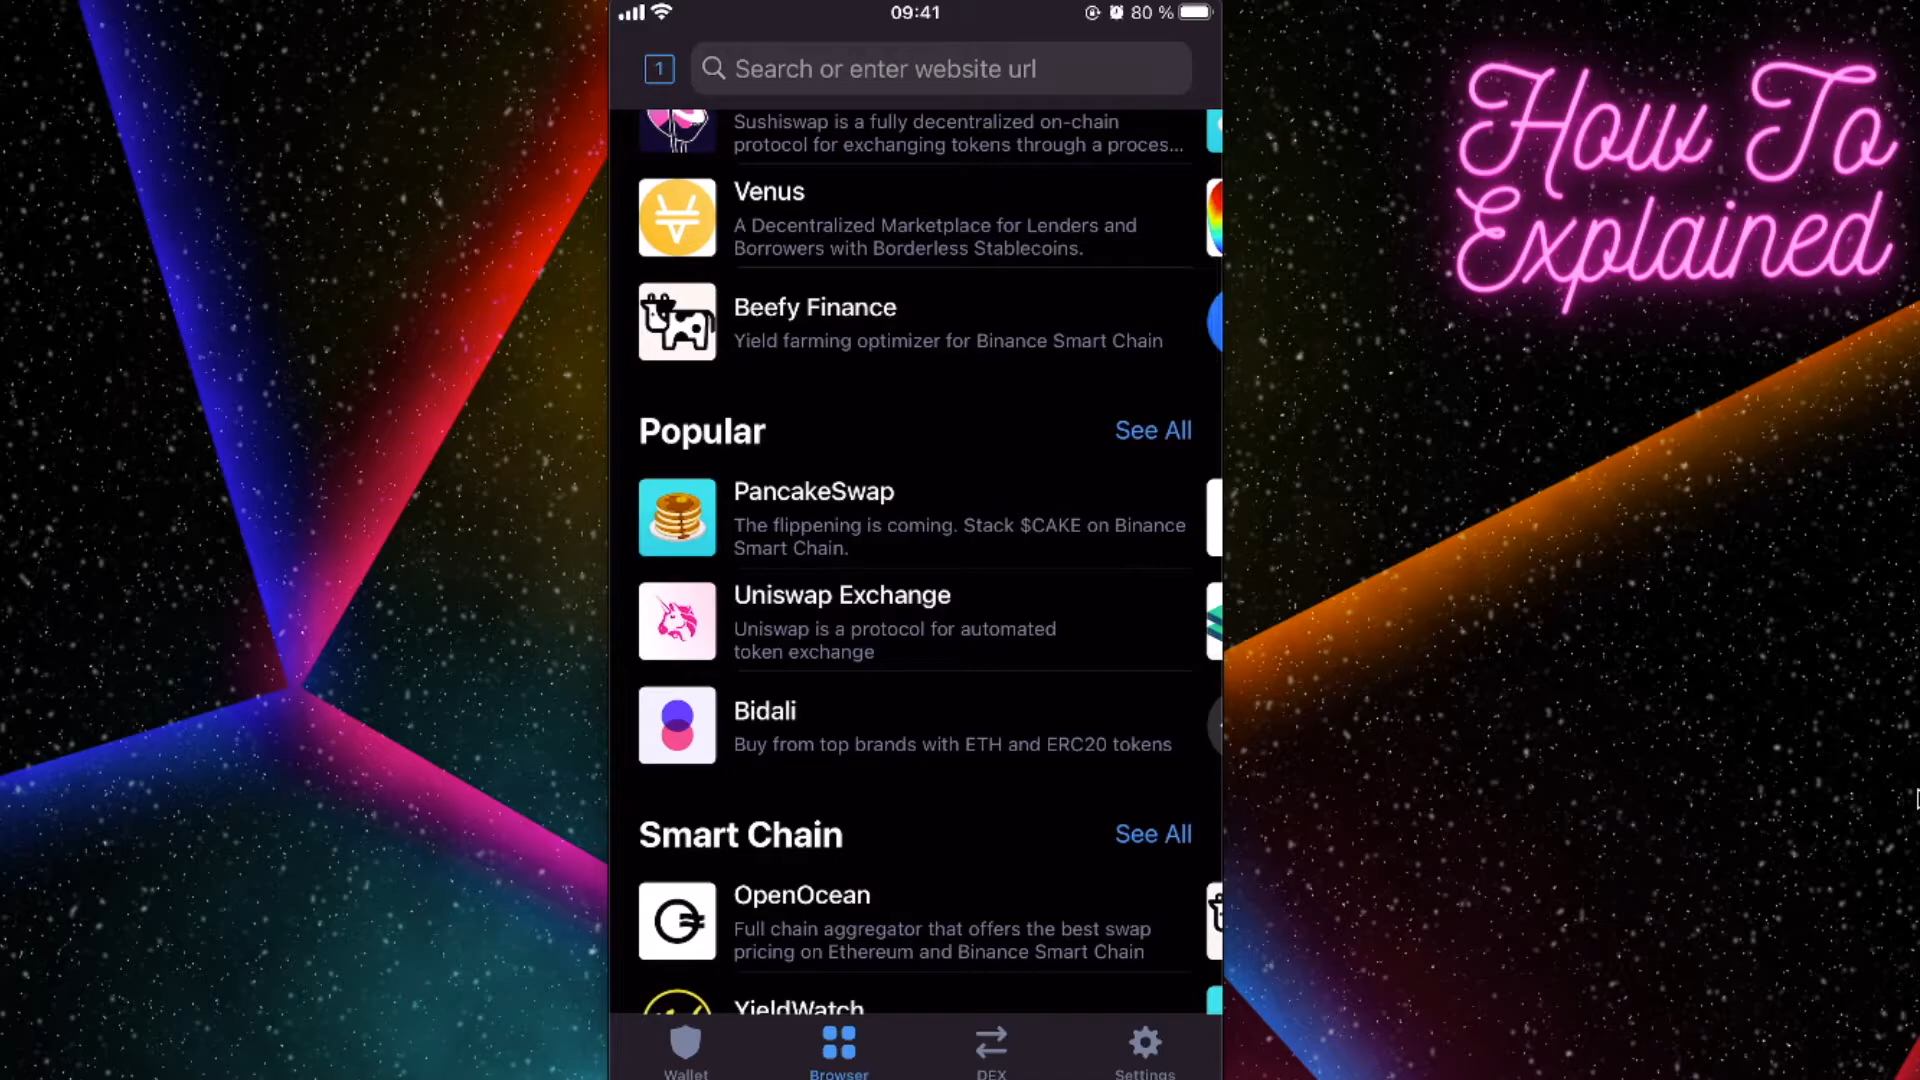 09:41
80 %
1
Search or enter website url
How To
Explained
Sushiswap is a fully decentralized on-chain
protocol for exchanging tokens through a proces...
Venus
A Decentralized Marketplace for Lenders and
Borrowers with Borderless Stablecoins.
Beefy Finance
Yield farming optimizer for Binance Smart Chain
Popular
See All
PancakeSwap
The flippening is coming. Stack $CAKE on Binance
Smart Chain.
Uniswap Exchange
Uniswap is a protocol for automated
token exchange
Bidali
Buy from top brands with ETH and ERC20 tokens
Smart Chain
See All
OpenOcean
Full chain aggregator that offers the best swap
pricing on Ethereum and Binance Smart Chain
YieldWatch
Wallet
Browser
DEX
Settings